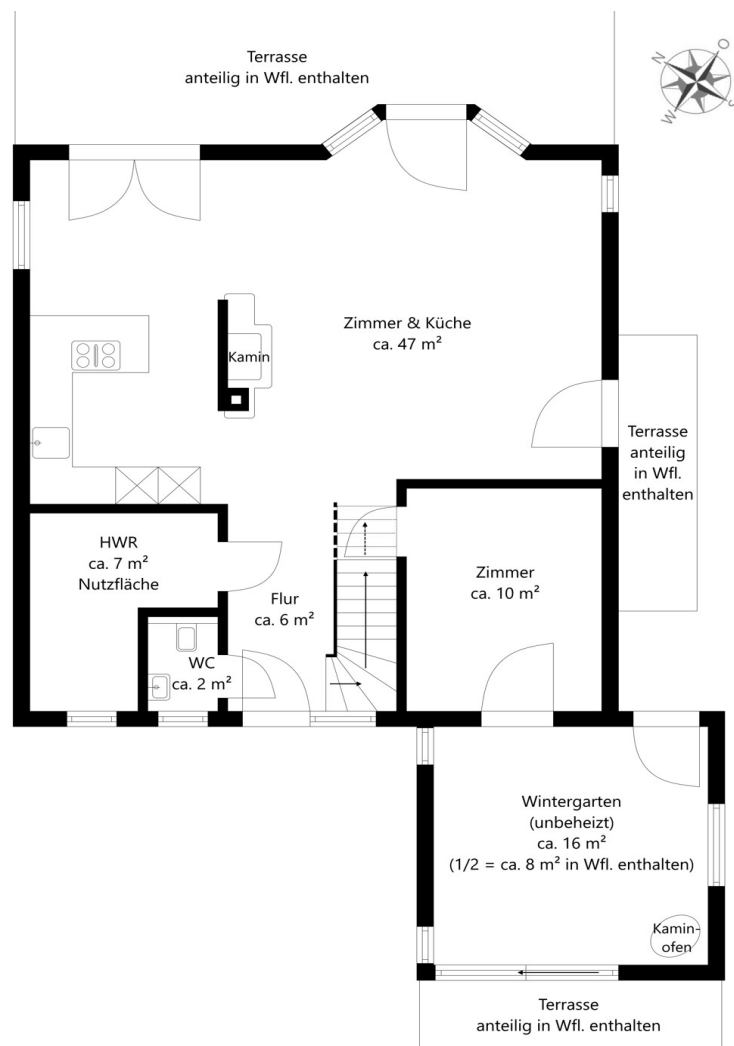 Terrasse
anteilig in Wfl. enthalten
N
O
W
S
Zimmer & Küche
ca. 47 m²
Kamin
Terrasse
anteilig
in Wfl.
enthalten
HWR
ca. 7 m²
Nutzfläche
Flur
ca. 6 m²
Zimmer
ca. 10 m²
WC
ca. 2 m²
Wintergarten
(unbeheizt)
ca. 16 m²
(1/2 = ca. 8 m² in Wfl. enthalten)
Kamin-
ofen
Terrasse
anteilig in Wfl. enthalten